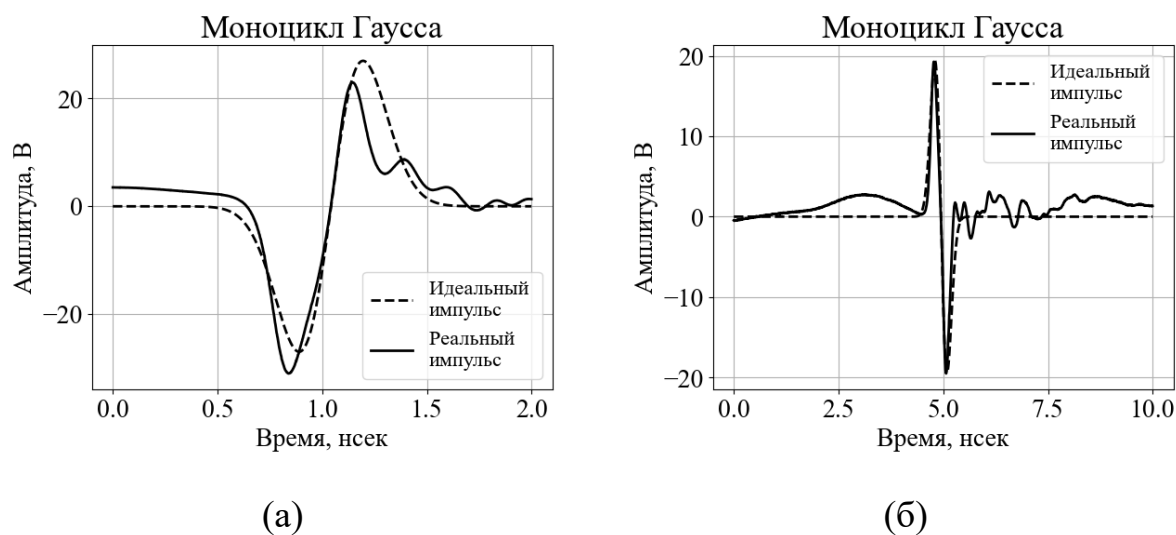 Моноцикл Гаусса
Амплитуда, В
20
0
−20
Идеальный
импульс
Реальный
импульс
0.0 0.5 1.0 1.5 2.0
Время, нсек
(а)
Моноцикл Гаусса
Амплитуда, В
20
10
0
−10
−20
Идеальный
импульс
Реальный
импульс
0.0 2.5 5.0 7.5 10.0
Время, нсек
(б)